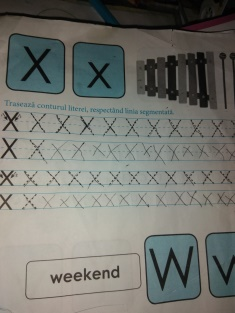 X x
Trasează conturul literei, respectând linia segmentată.
X X X X X X X X X X
X X X X X X X X X X X
X X X X X X X X X X
X X X X X X X X X X X X
weekend W